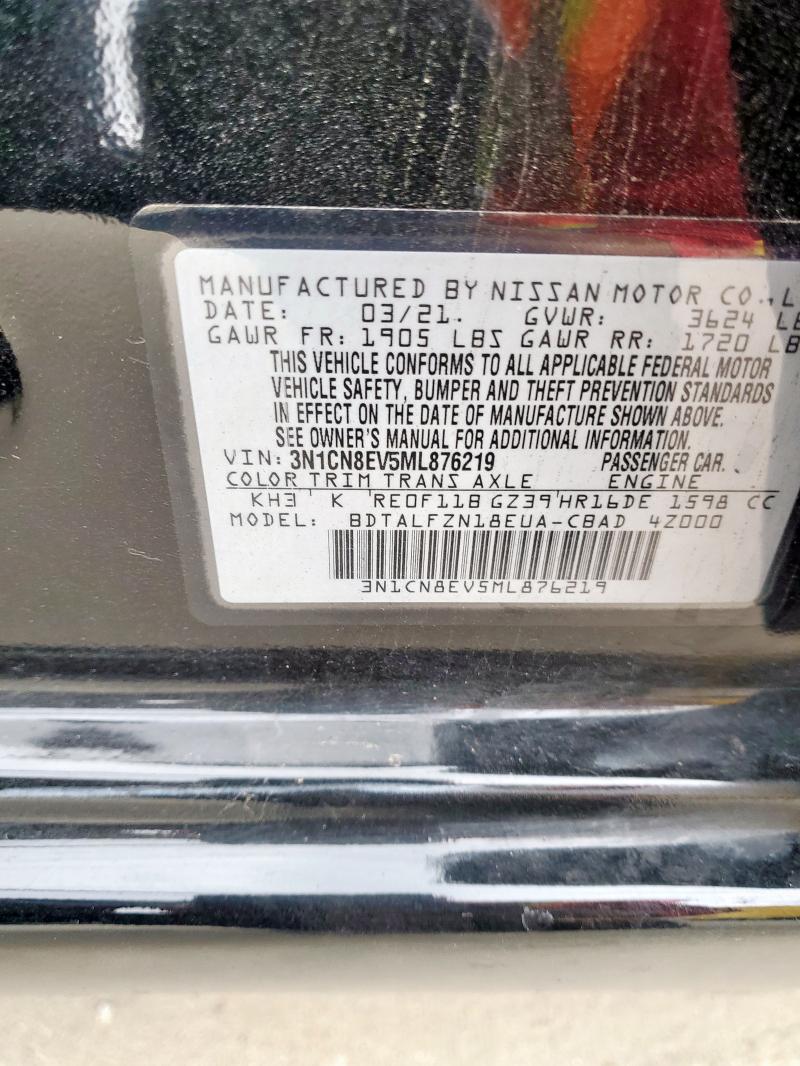 MANUFACTURED BY NISSAN MOTOR CO., L
DATE: 03/21. GVWR: 3624 LB
GAWR FR: 1905 LBS GAWR RR: 1720 LB
THIS VEHICLE CONFORMS TO ALL APPLICABLE FEDERAL MOTOR
VEHICLE SAFETY, BUMPER AND THEFT PREVENTION STANDARDS
IN EFFECT ON THE DATE OF MANUFACTURE SHOWN ABOVE.
SEE OWNER'S MANUAL FOR ADDITIONAL INFORMATION.
VIN: 3N1CN8EV5ML876219 PASSENGER CAR.
COLOR TRIM TRANS AXLE ENGINE
KH3 K RE0F11B GZ39 HR16DE 1598 CC
MODEL: BDTALFZN18EUA-CBAD 4Z000
3N1CN8EV5ML876219